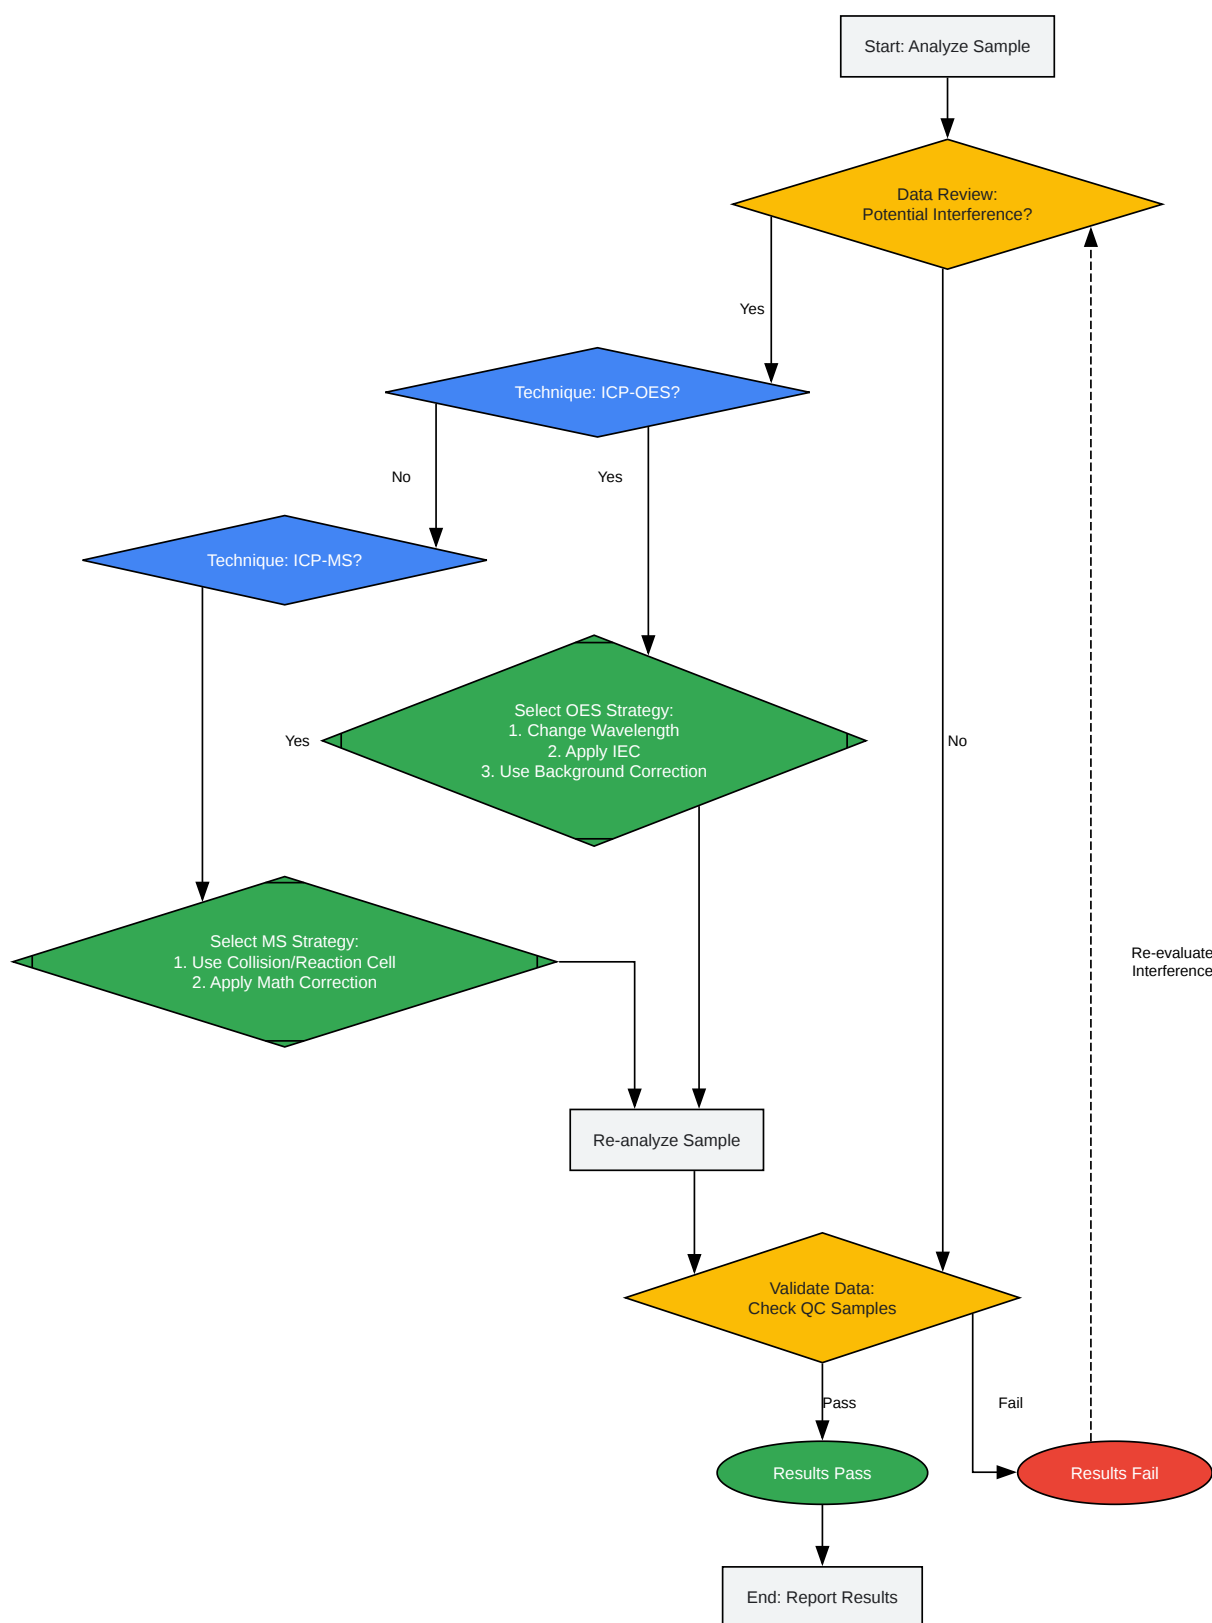 Start: Analyze Sample
Data Review:
Potential Interference?
Yes
Technique: ICP-OES?
No
Yes
Technique: ICP-MS?
Select OES Strategy:
1. Change Wavelength
2. Apply IEC
3. Use Background Correction
Yes
No
Select MS Strategy:
1. Use Collision/Reaction Cell
2. Apply Math Correction
Re-evaluate
Interference
Re-analyze Sample
Validate Data:
Check QC Samples
Pass
Fail
Results Pass
Results Fail
End: Report Results